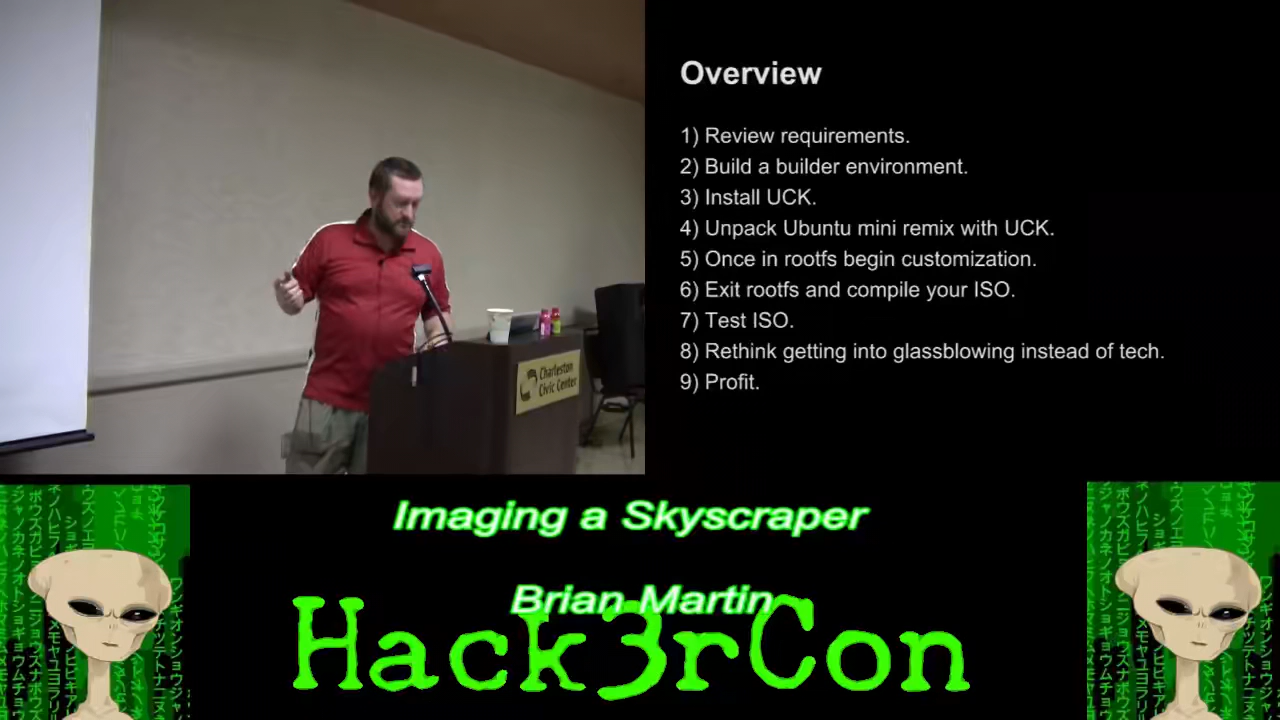 Overview
1) Review requirements.
2) Build a builder environment.
3) Install UCK.
4) Unpack Ubuntu mini remix with UCK.
5) Once in rootfs begin customization.
6) Exit rootfs and compile your ISO.
7) Test ISO.
8) Rethink getting into glassblowing instead of tech.
9) Profit.
Charleston
Civic Center
Imaging a Skyscraper
Brian Martin
Hack3rCon